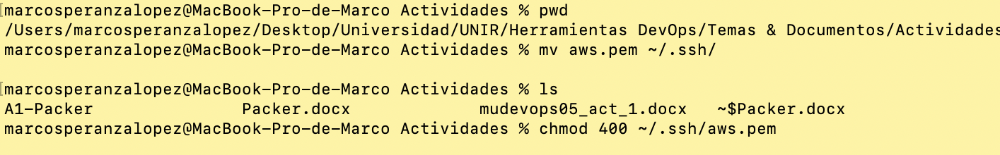 marcosperanzalopez@MacBook-Pro-de-Marco Actividades % pwd
/Users/marcosperanzalopez/Desktop/Universidad/UNIR/Herramientas DevOps/Temas & Documentos/Actividades
marcosperanzalopez@MacBook-Pro-de-Marco Actividades % mv aws.pem ~/.ssh/
marcosperanzalopez@MacBook-Pro-de-Marco Actividades % ls
A1-Packer Packer.docx mudevops05_act_1.docx ~$Packer.docx
marcosperanzalopez@MacBook-Pro-de-Marco Actividades % chmod 400 ~/.ssh/aws.pem